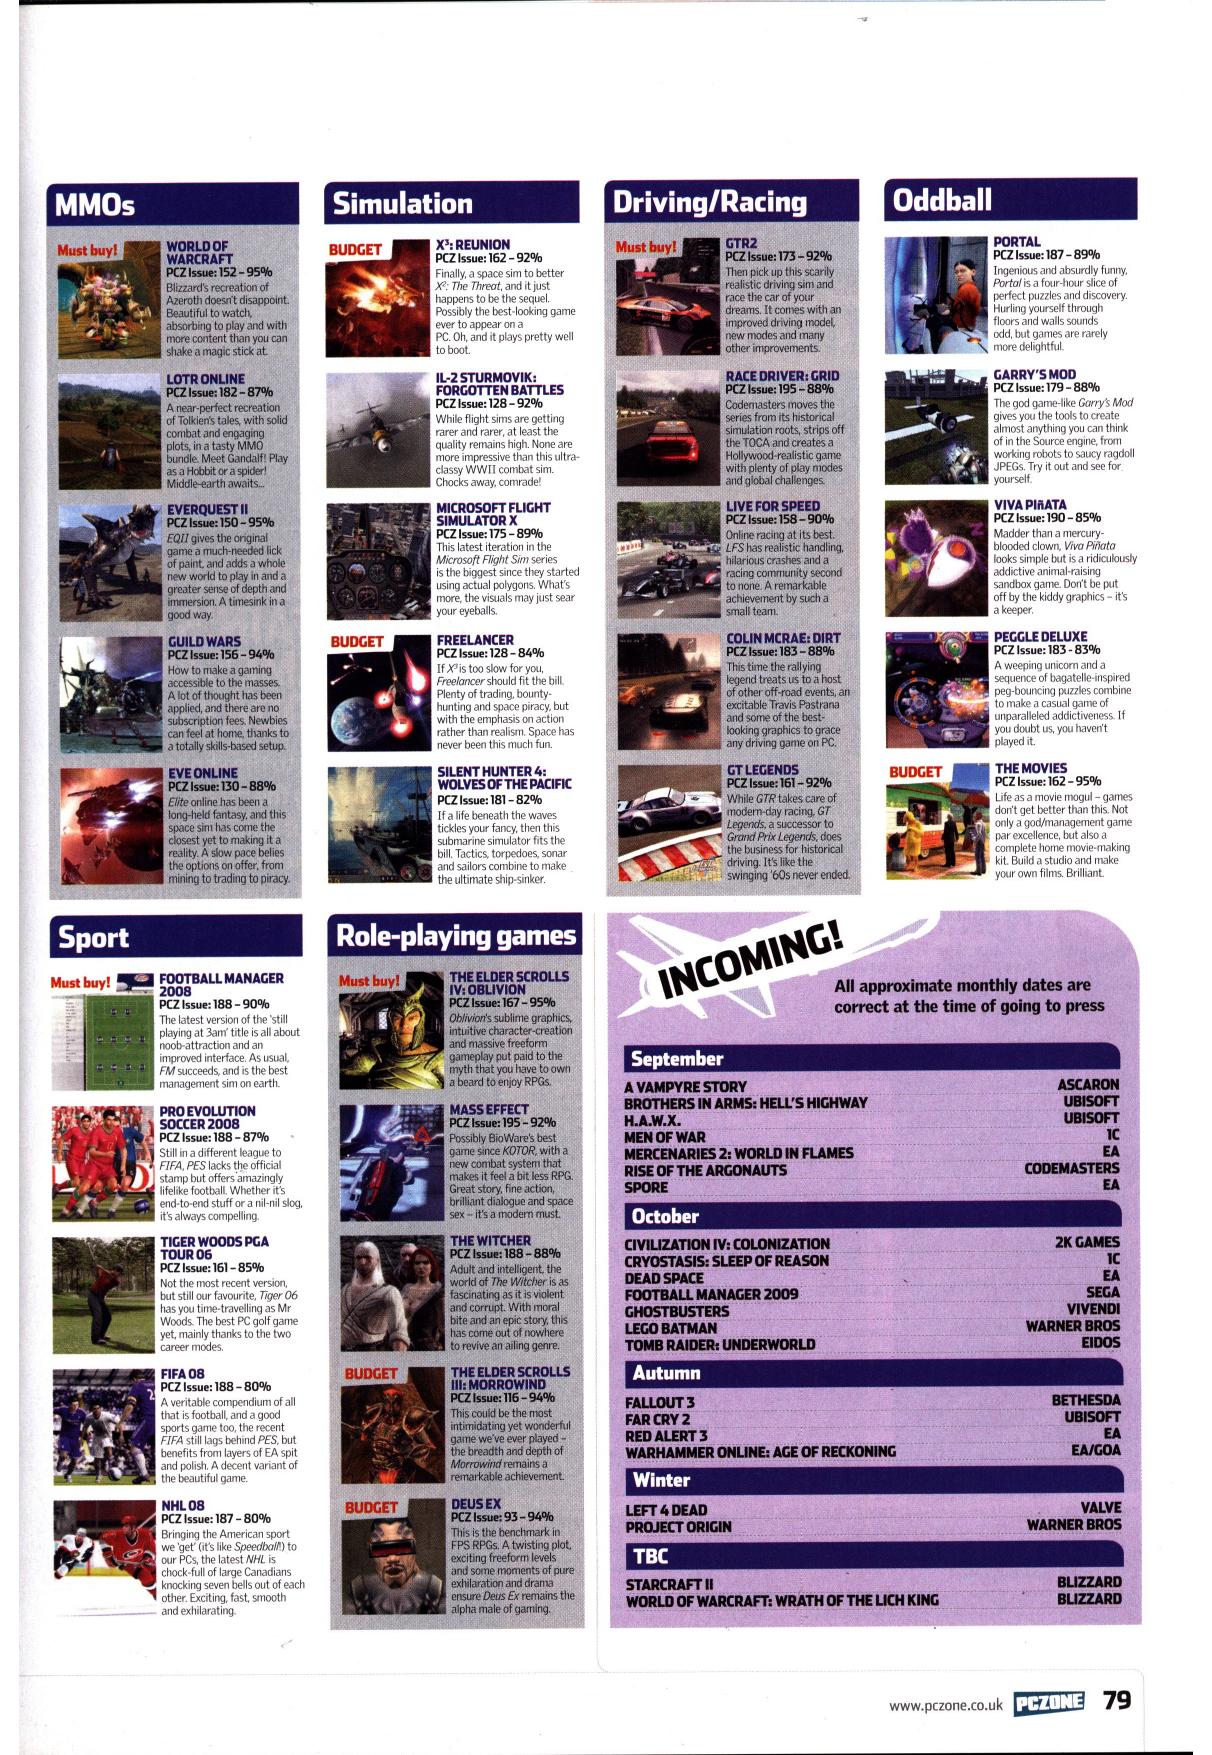 MMOs
Must buy!
WORLD OF
WARCRAFT
PCZ Issue: 152 – 95%
Blizzard's recreation of
Azeroth doesn't disappoint.
Beautiful to watch,
absorbing to play and with
more content than you can
shake a magic stick at.
LOTR ONLINE
PCZ Issue: 182 – 87%
A near-perfect recreation
of Tolkien's tales, with solid
combat and engaging
plots, in a tasty MMO
bundle. Meet Gandalf! Play
as a Hobbit or a spider!
Middle-earth awaits...
EVERQUEST II
PCZ Issue: 150 – 95%
EQII gives the original
game a much-needed lick
of paint, and adds a whole
new world to play in and a
greater sense of depth and
immersion. A timesink in a
good way.
GUILD WARS
PCZ Issue: 156 – 94%
How to make a gaming
accessible to the masses.
A lot of thought has been
applied, and there are no
subscription fees. Newbies
can feel at home, thanks to
a totally skills-based setup.
EVE ONLINE
PCZ Issue: 130 – 88%
Elite online has been a
long-held fantasy, and this
space sim has come the
closest yet to making it a
reality. A slow pace belies
the options on offer, from
mining to trading to piracy.
Simulation
BUDGET
X³: REUNION
PCZ Issue: 162 – 92%
Finally, a space sim to better
X²: The Threat, and it just
happens to be the sequel.
Possibly the best-looking game
ever to appear on a
PC. Oh, and it plays pretty well
to boot.
IL-2 STURMOVIK:
FORGOTTEN BATTLES
PCZ Issue: 128 – 92%
While flight sims are getting
rarer and rarer, at least the
quality remains high. None are
more impressive than this ultra-
classy WWII combat sim.
Chocks away, comrade!
MICROSOFT FLIGHT
SIMULATOR X
PCZ Issue: 175 – 89%
This latest iteration in the
Microsoft Flight Sim series
is the biggest since they started
using actual polygons. What's
more, the visuals may just sear
your eyeballs.
BUDGET
FREELANCER
PCZ Issue: 128 – 84%
If X³ is too slow for you,
Freelancer should fit the bill.
Plenty of trading, bounty-
hunting and space piracy, but
with the emphasis on action
rather than realism. Space has
never been this much fun.
SILENT HUNTER 4:
WOLVES OF THE PACIFIC
PCZ Issue: 181 – 82%
If a life beneath the waves
tickles your fancy, then this
submarine simulator fits the
bill. Tactics, torpedoes, sonar
and sailors combine to make
the ultimate ship-sinker.
Driving/Racing
Must buy!
GTR2
PCZ Issue: 173 – 92%
Then pick up this scarily
realistic driving sim and
race the car of your
dreams. It comes with an
improved driving model,
new modes and many
other improvements.
RACE DRIVER: GRID
PCZ Issue: 195 – 88%
Codemasters moves the
series from its historical
simulation roots, strips off
the TOCA and creates a
Hollywood-realistic game
with plenty of play modes
and global challenges.
LIVE FOR SPEED
PCZ Issue: 158 – 90%
Online racing at its best.
LFS has realistic handling,
hilarious crashes and a
racing community second
to none. A remarkable
achievement by such a
small team.
COLIN MCRAE: DIRT
PCZ Issue: 183 – 88%
This time the rallying
legend treats us to a host
of other off-road events, an
excitable Travis Pastrana
and some of the best-
looking graphics to grace
any driving game on PC.
GT LEGENDS
PCZ Issue: 161 – 92%
While GTR takes care of
modern-day racing, GT
Legends, a successor to
Grand Prix Legends, does
the business for historical
driving. It's like the
swinging '60s never ended.
Oddball
PORTAL
PCZ Issue: 187 – 89%
Ingenious and absurdly funny,
Portal is a four-hour slice of
perfect puzzles and discovery.
Hurling yourself through
floors and walls sounds
odd, but games are rarely
more delightful.
GARRY'S MOD
PCZ Issue: 179 – 88%
The god game-like Garry's Mod
gives you the tools to create
almost anything you can think
of in the Source engine, from
working robots to saucy ragdoll
JPEGs. Try it out and see for
yourself.
VIVA PIñATA
PCZ Issue: 190 – 85%
Madder than a mercury-
blooded clown, Viva Piñata
looks simple but is a ridiculously
addictive animal-raising
sandbox game. Don't be put
off by the kiddy graphics – it's
a keeper.
PEGGLE DELUXE
PCZ Issue: 183 - 83%
A weeping unicorn and a
sequence of bagatelle-inspired
peg-bouncing puzzles combine
to make a casual game of
unparalleled addictiveness. If
you doubt us, you haven't
played it.
BUDGET
THE MOVIES
PCZ Issue: 162 – 95%
Life as a movie mogul – games
don't get better than this. Not
only a god/management game
par excellence, but also a
complete home movie-making
kit. Build a studio and make
your own films. Brilliant.
Sport
Must buy!
FOOTBALL MANAGER
2008
PCZ Issue: 188 – 90%
The latest version of the 'still
playing at 3am' title is all about
noob-attraction and an
improved interface. As usual,
FM succeeds, and is the best
management sim on earth.
PRO EVOLUTION
SOCCER 2008
PCZ Issue: 188 – 87%
Still in a different league to
FIFA, PES lacks the official
stamp but offers amazingly
lifelike football. Whether it's
end-to-end stuff or a nil-nil slog,
it's always compelling.
TIGER WOODS PGA
TOUR 06
PCZ Issue: 161 – 85%
Not the most recent version,
but still our favourite, Tiger 06
has you time-travelling as Mr
Woods. The best PC golf game
yet, mainly thanks to the two
career modes.
FIFA 08
PCZ Issue: 188 – 80%
A veritable compendium of all
that is football, and a good
sports game too, the recent
FIFA still lags behind PES, but
benefits from layers of EA spit
and polish. A decent variant of
the beautiful game.
NHL 08
PCZ Issue: 187 – 80%
Bringing the American sport
we 'get' (it's like Speedball!) to
our PCs, the latest NHL is
chock-full of large Canadians
knocking seven bells out of each
other. Exciting, fast, smooth
and exhilarating.
Role-playing games
Must buy!
THE ELDER SCROLLS
IV: OBLIVION
PCZ Issue: 167 – 95%
Oblivion's sublime graphics,
intuitive character-creation
and massive freeform
gameplay put paid to the
myth that you have to own
a beard to enjoy RPGs.
MASS EFFECT
PCZ Issue: 195 – 92%
Possibly BioWare's best
game since KOTOR, with a
new combat system that
makes it feel a bit less RPG.
Great story, fine action,
brilliant dialogue and space
sex – it's a modern must.
THE WITCHER
PCZ Issue: 188 – 88%
Adult and intelligent, the
world of The Witcher is as
fascinating as it is violent
and corrupt. With moral
bite and an epic story, this
has come out of nowhere
to revive an ailing genre.
BUDGET
THE ELDER SCROLLS
III: MORROWIND
PCZ Issue: 116 – 94%
This could be the most
intimidating yet wonderful
game we've ever played –
the breadth and depth of
Morrowind remains a
remarkable achievement.
BUDGET
DEUS EX
PCZ Issue: 93 – 94%
This is the benchmark in
FPS RPGs. A twisting plot,
exciting freeform levels
and some moments of pure
exhilaration and drama
ensure Deus Ex remains the
alpha male of gaming.
INCOMING!
All approximate monthly dates are
correct at the time of going to press
September
A VAMPYRE STORY ASCARON
BROTHERS IN ARMS: HELL'S HIGHWAY UBISOFT
H.A.W.X. UBISOFT
MEN OF WAR 1C
MERCENARIES 2: WORLD IN FLAMES EA
RISE OF THE ARGONAUTS CODEMASTERS
SPORE EA
October
CIVILIZATION IV: COLONIZATION 2K GAMES
CRYOSTASIS: SLEEP OF REASON 1C
DEAD SPACE EA
FOOTBALL MANAGER 2009 SEGA
GHOSTBUSTERS VIVENDI
LEGO BATMAN WARNER BROS
TOMB RAIDER: UNDERWORLD EIDOS
Autumn
FALLOUT 3 BETHESDA
FAR CRY 2 UBISOFT
RED ALERT 3 EA
WARHAMMER ONLINE: AGE OF RECKONING EA/GOA
Winter
LEFT 4 DEAD VALVE
PROJECT ORIGIN WARNER BROS
TBC
STARCRAFT II BLIZZARD
WORLD OF WARCRAFT: WRATH OF THE LICH KING BLIZZARD
www.pczone.co.uk PCZONE 79